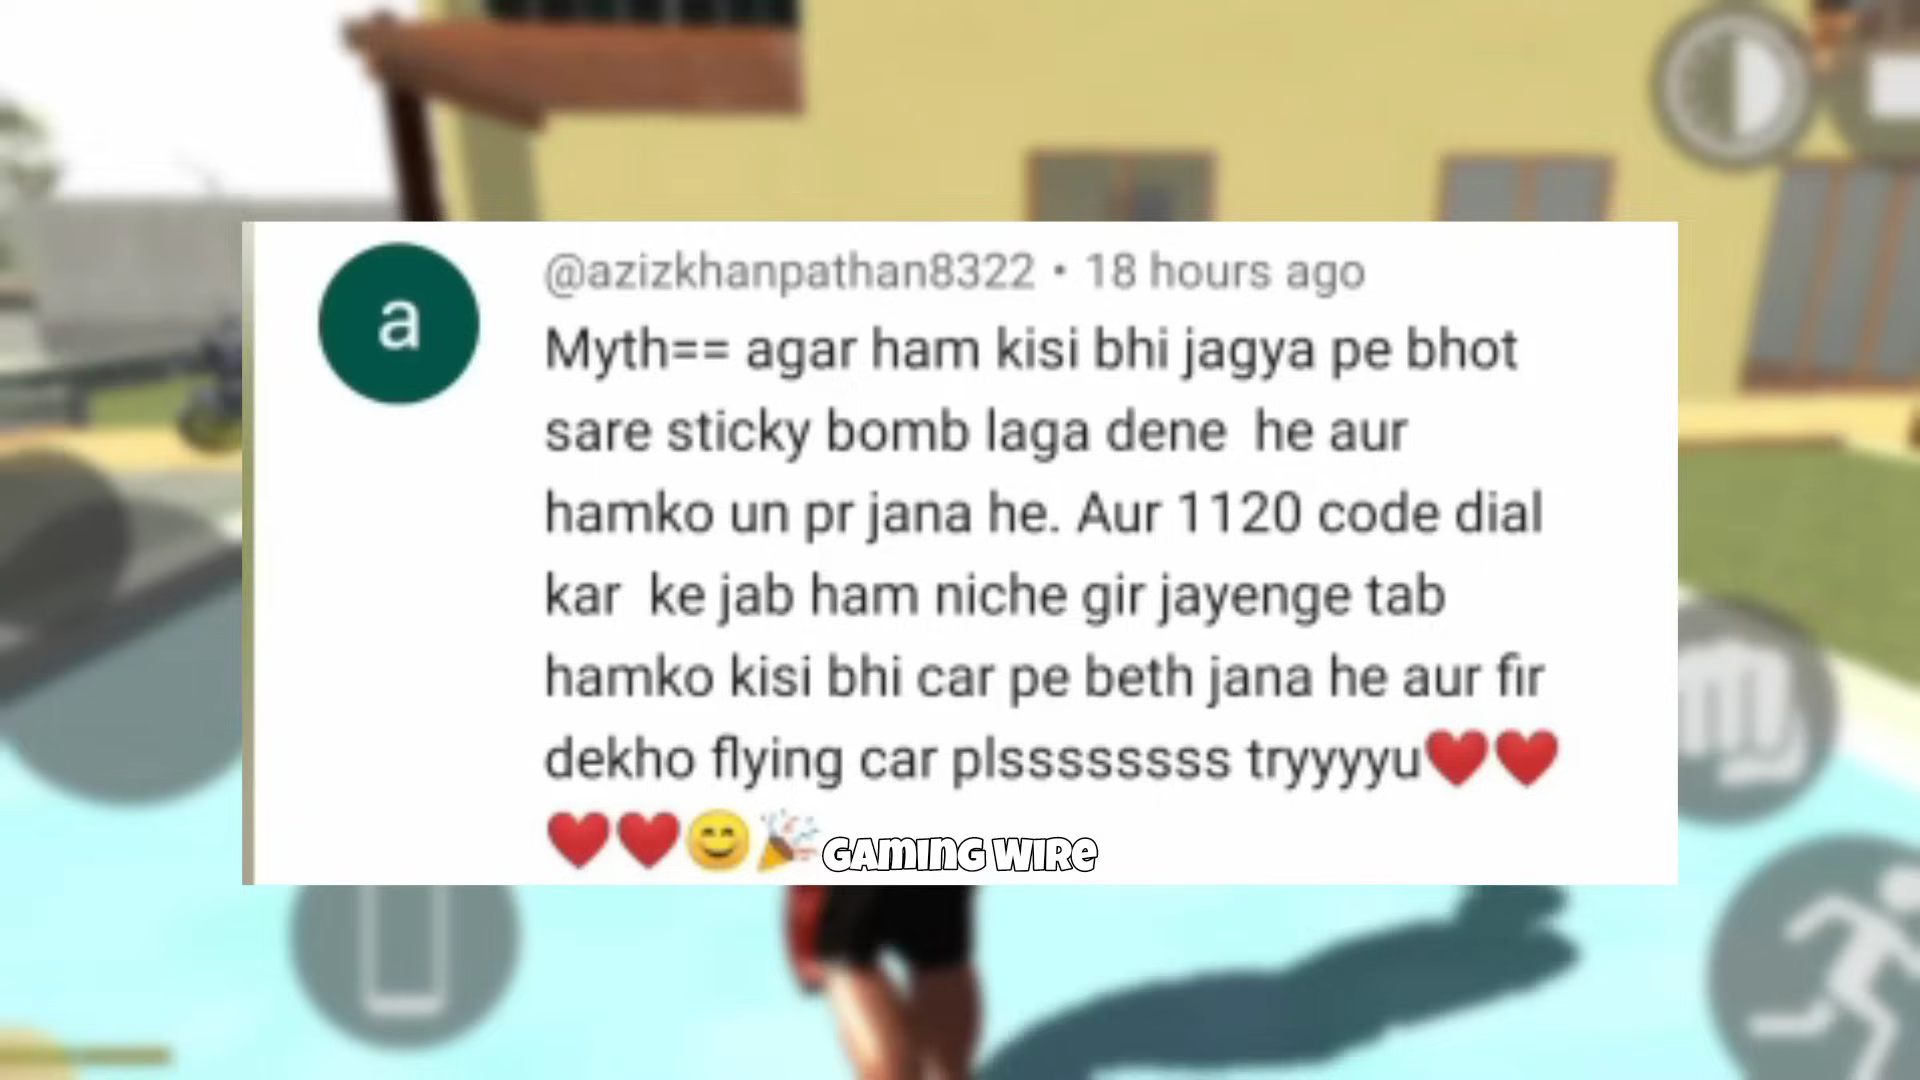 a
@azizkhanpathan8322 • 18 hours ago
Myth== agar ham kisi bhi jagya pe bhot
sare sticky bomb laga dene he aur
hamko un pr jana he. Aur 1120 code dial
kar ke jab ham niche gir jayenge tab
hamko kisi bhi car pe beth jana he aur fir
dekho flying car plsssssssss tryyyyu❤️❤️
❤️❤️😊🎉
GAMING WIRE